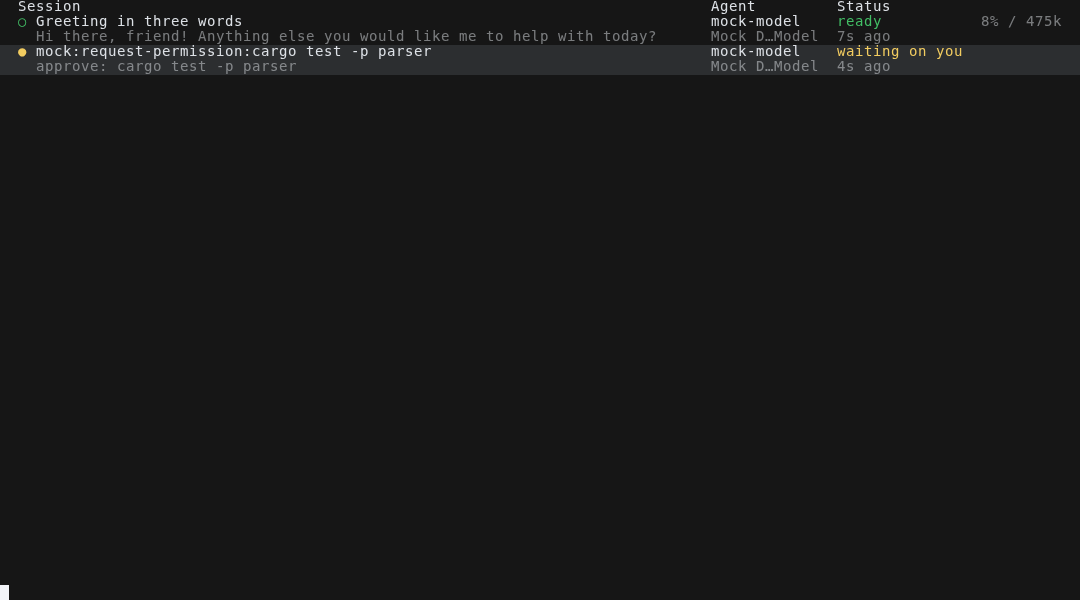 Session Agent Status
○ Greeting in three words mock-model ready 8% / 475k
Hi there, friend! Anything else you would like me to help with today? Mock D…Model 7s ago
● mock:request-permission:cargo test -p parser mock-model waiting on you
approve: cargo test -p parser Mock D…Model 4s ago